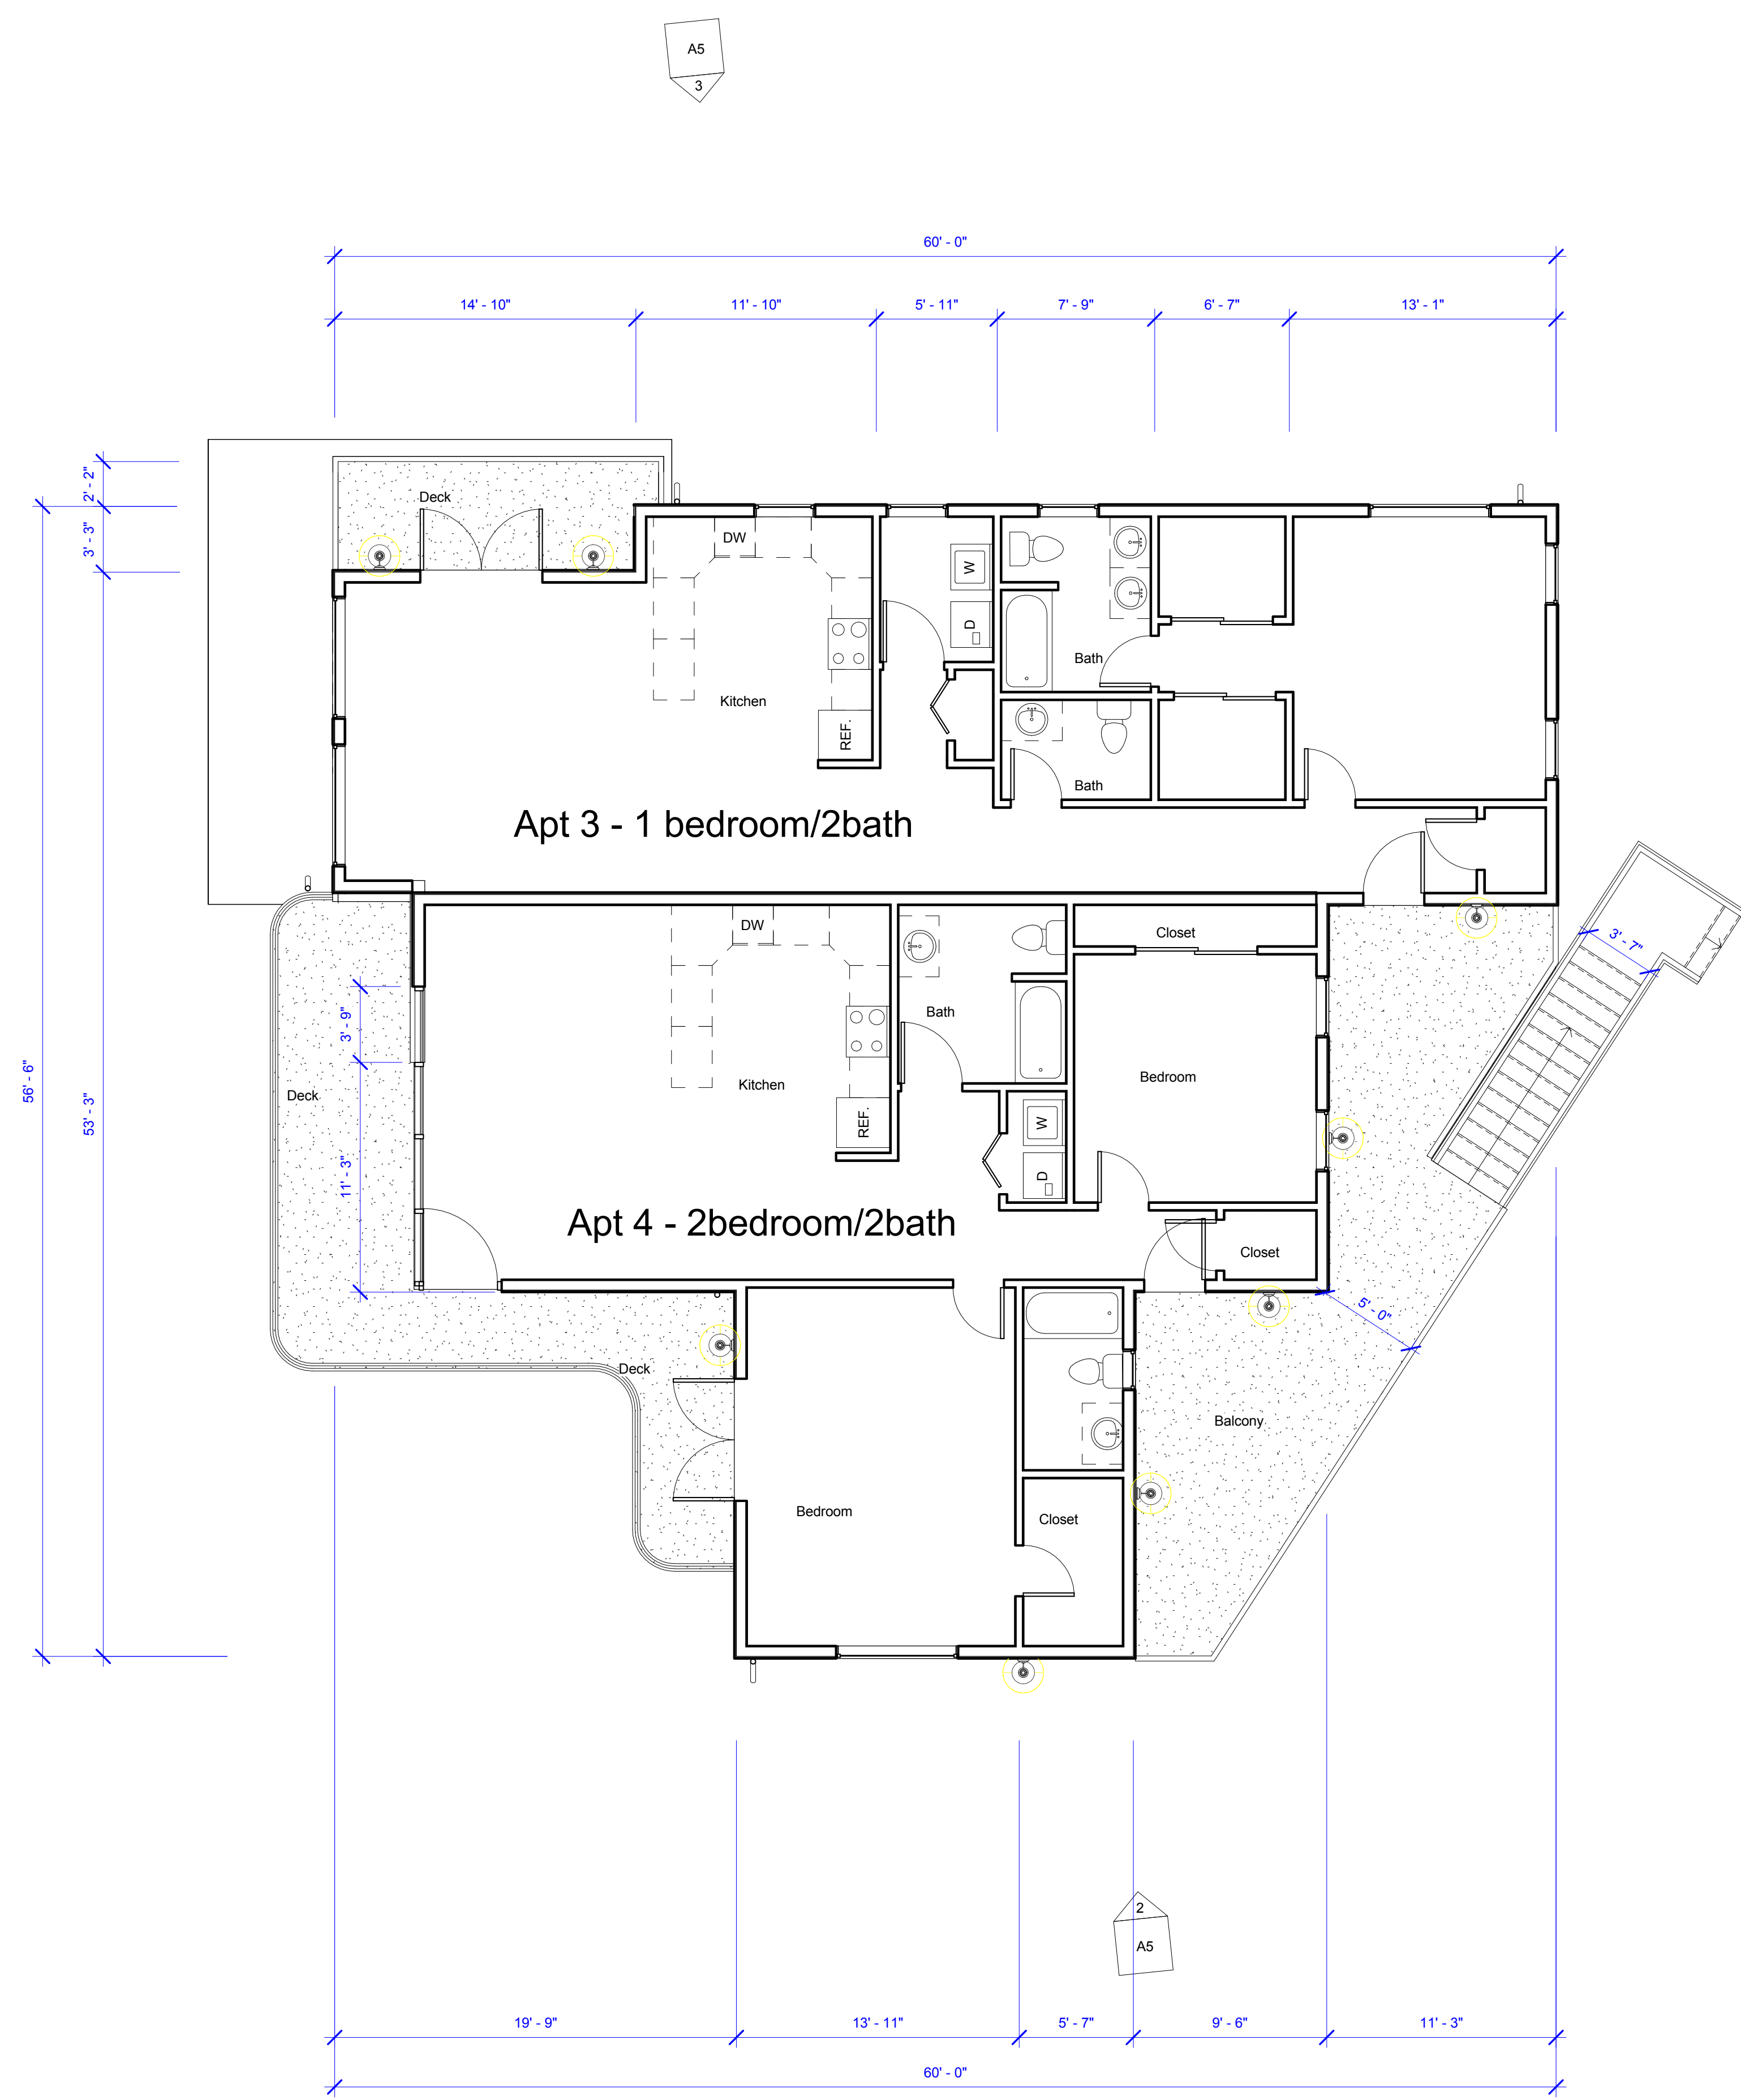 A5
3
60' - 0"
14' - 10"
11' - 10"
5' - 11"
7' - 9"
6' - 7"
13' - 1"
2' - 2"
3' - 3"
56' - 6"
53' - 3"
Deck
DW
W
D
Bath
Kitchen
REF.
Bath
Apt 3 - 1 bedroom/2bath
3' - 7"
DW
Closet
3' - 9"
Bath
Bedroom
Kitchen
Deck
REF.
W
D
11' - 3"
Apt 4 - 2bedroom/2bath
Closet
5' - 0"
Deck
Balcony
Bedroom
Closet
2
A5
19' - 9"
13' - 11"
5' - 7"
9' - 6"
11' - 3"
60' - 0"